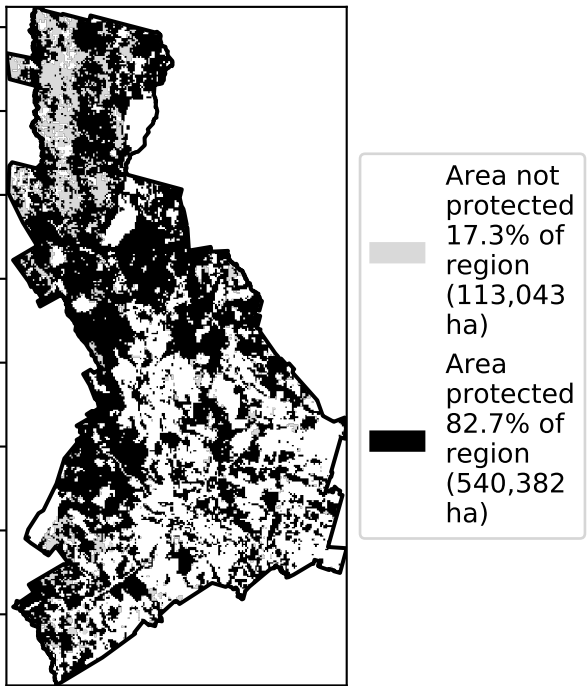 Area not
protected
17.3% of
region
(113,043
ha)
Area
protected
82.7% of
region
(540,382
ha)